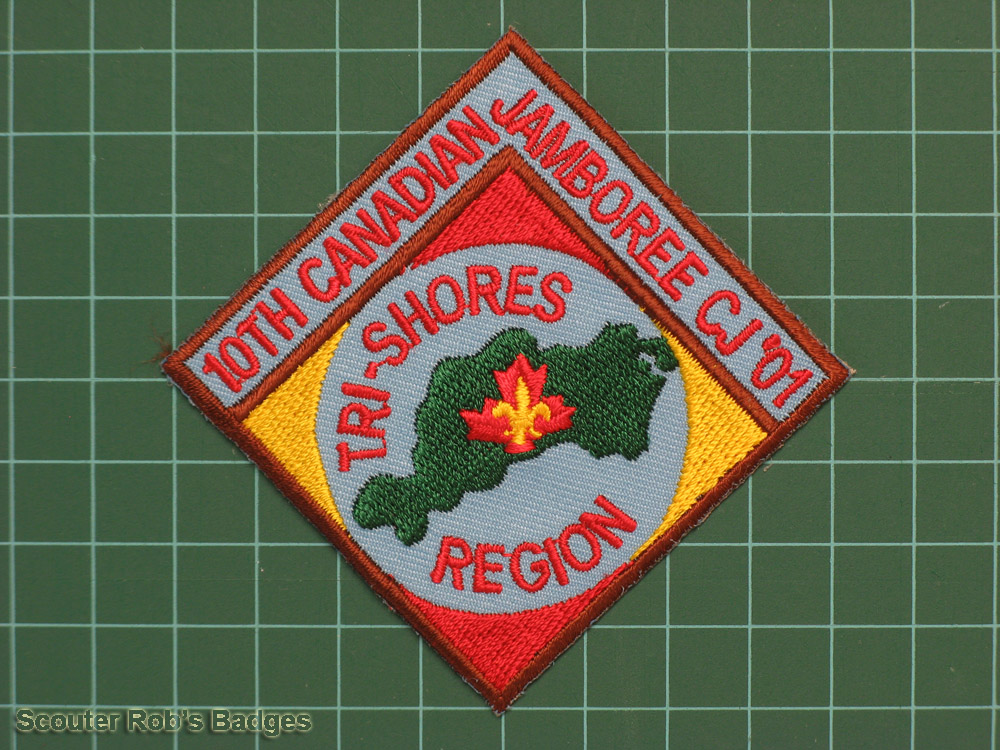 10TH CANADIAN JAMBOREE CJ '01
TRI-SHORES
REGION
Scouter Rob's Badges